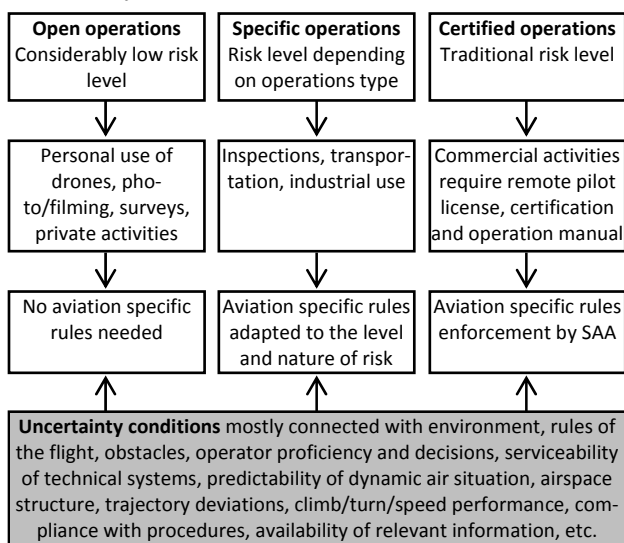 Open operations
Considerably low risk
level
Specific operations
Risk level depending
on operations type
Certified operations
Traditional risk level
Personal use of
drones, pho-
to/filming, surveys,
private activities
Inspections, transpor-
tation, industrial use
Commercial activities
require remote pilot
license, certification
and operation manual
No aviation specific
rules needed
Aviation specific rules
adapted to the level
and nature of risk
Aviation specific rules
enforcement by SAA
Uncertainty conditions mostly connected with environment, rules of
the flight, obstacles, operator proficiency and decisions, serviceability
of technical systems, predictability of dynamic air situation, airspace
structure, trajectory deviations, climb/turn/speed performance, com-
pliance with procedures, availability of relevant information, etc.